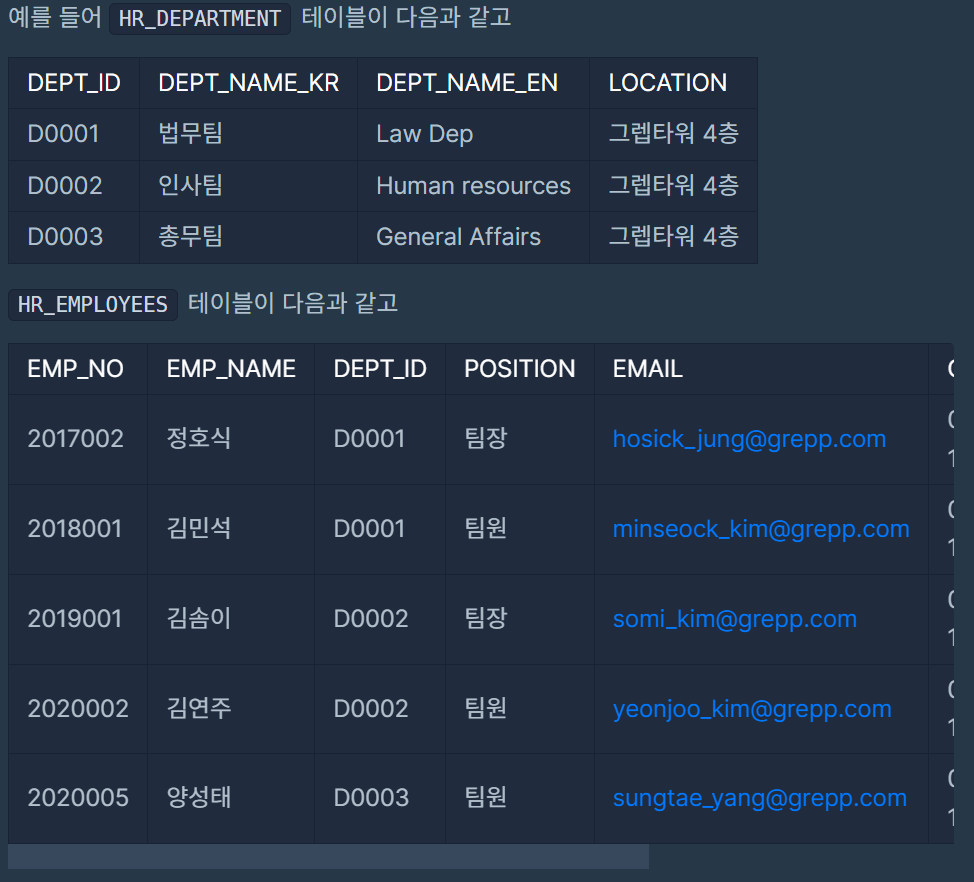 예를 들어 HR_DEPARTMENT 테이블이 다음과 같고
DEPT_ID DEPT_NAME_KR DEPT_NAME_EN LOCATION
D0001 법무팀 Law Dep 그렙타워 4층
D0002 인사팀 Human resources 그렙타워 4층
D0003 총무팀 General Affairs 그렙타워 4층
HR_EMPLOYEES 테이블이 다음과 같고
EMP_NO EMP_NAME DEPT_ID POSITION EMAIL
2017002 정호식 D0001 팀장 hosick_jung@grepp.com
2018001 김민석 D0001 팀원 minseock_kim@grepp.com
2019001 김솜이 D0002 팀장 somi_kim@grepp.com
2020002 김연주 D0002 팀원 yeonjoo_kim@grepp.com
2020005 양성태 D0003 팀원 sungtae_yang@grepp.com